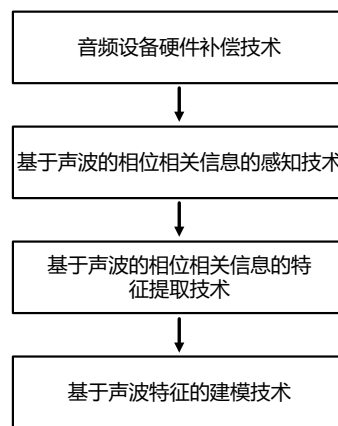 音频设备硬件补偿技术
基于声波的相位相关信息的感知技术
基于声波的相位相关信息的特
征提取技术
基于声波特征的建模技术